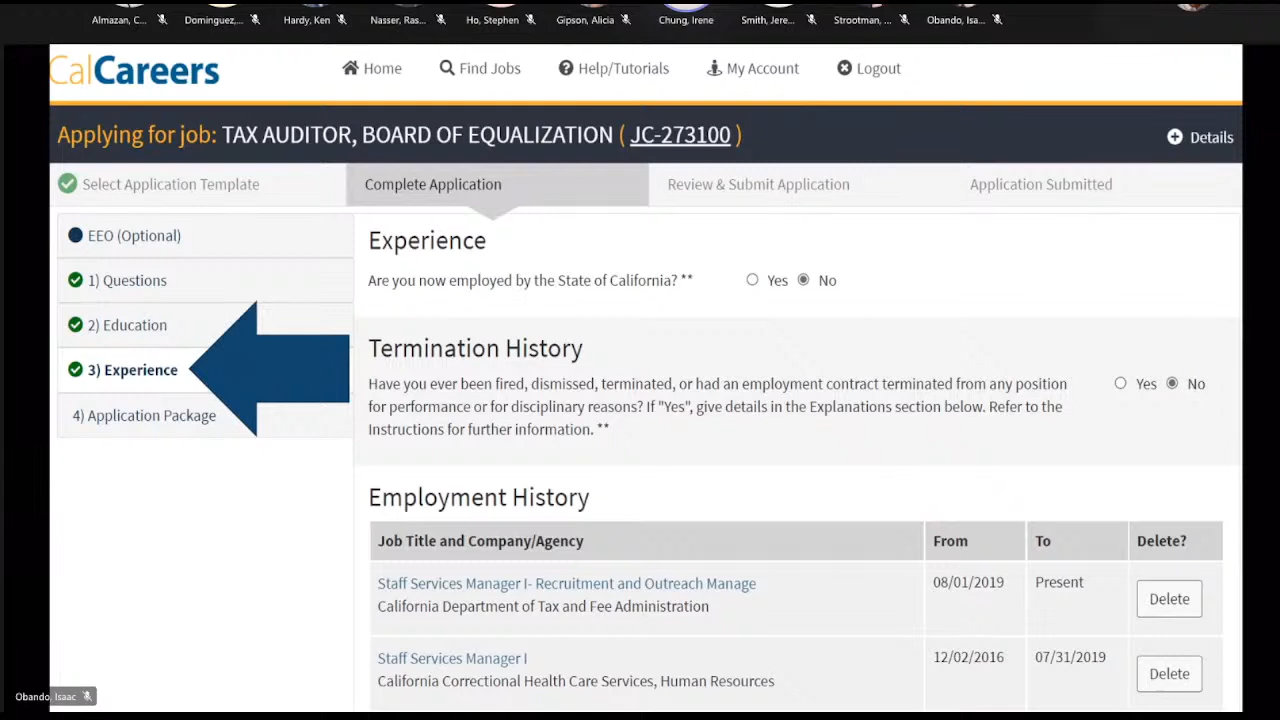 Almazan, C...
Dominguez,...
Hardy, Ken
Nasser, Ras...
Ho, Stephen
Gipson, Alicia
Chung, Irene
Smith, Jere...
Strootman, ...
Obando, Isa...
CalCareers
Home
Find Jobs
Help/Tutorials
My Account
Logout
Applying for job: TAX AUDITOR, BOARD OF EQUALIZATION ( JC-273100 )
Details
Select Application Template
Complete Application
Review & Submit Application
Application Submitted
EEO (Optional)
1) Questions
2) Education
3) Experience
4) Application Package
Experience
Are you now employed by the State of California? ** Yes No
Termination History
Have you ever been fired, dismissed, terminated, or had an employment contract terminated from any position
for performance or for disciplinary reasons? If "Yes", give details in the Explanations section below. Refer to the
Instructions for further information. **
Yes No
Employment History
Job Title and Company/Agency From To Delete?
Staff Services Manager I- Recruitment and Outreach Manage 08/01/2019 Present
California Department of Tax and Fee Administration
Delete
Staff Services Manager I 12/02/2016 07/31/2019
California Correctional Health Care Services, Human Resources
Delete
Obando, Isaac